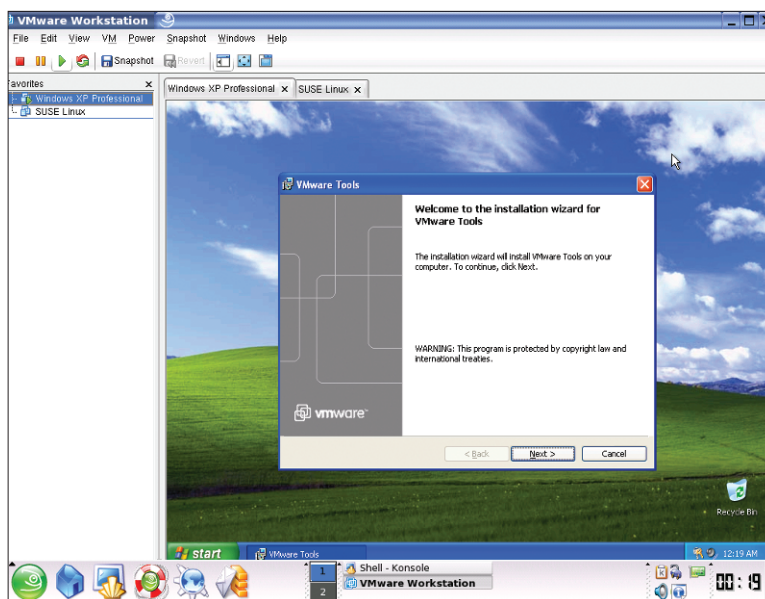 VMware Workstation
File Edit View VM Power Snapshot Windows Help
Snapshot Revert
avorites
Windows XP Professional
SUSE Linux
Windows XP Professional SUSE Linux
VMware Tools
Welcome to the installation wizard for
VMware Tools
The installation wizard will install VMware Tools on your
computer. To continue, click Next.
WARNING: This program is protected by copyright law and
international treaties.
vmware
< Back Next > Cancel
Recycle Bin
start VMware Tools 12:19 AM
1 Shell - Konsole
2 VMware Workstation
00:19